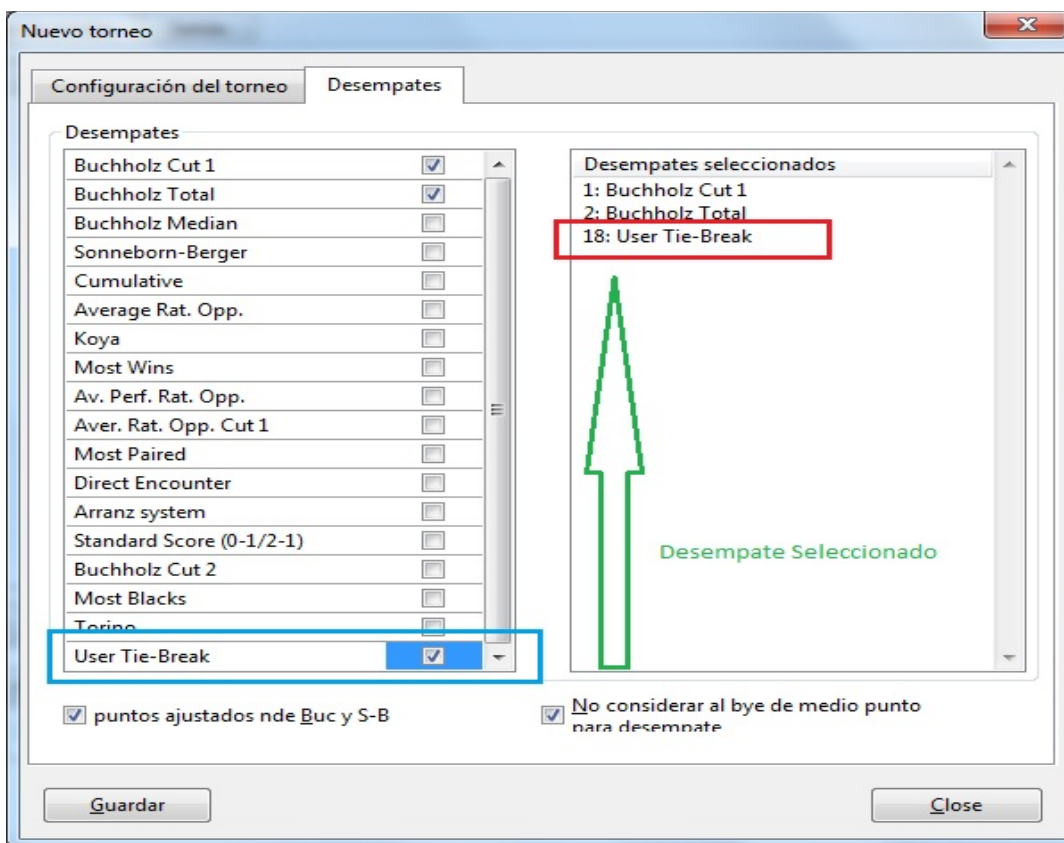 Nuevo torneo
Configuración del torneo
Desempates
Desempates
Buchholz Cut 1
Buchholz Total
Buchholz Median
Sonneborn-Berger
Cumulative
Average Rat. Opp.
Koya
Most Wins
Av. Perf. Rat. Opp.
Aver. Rat. Opp. Cut 1
Most Paired
Direct Encounter
Arranz system
Standard Score (0-1/2-1)
Buchholz Cut 2
Most Blacks
Torino
User Tie-Break
Desempates seleccionados
1: Buchholz Cut 1
2: Buchholz Total
18: User Tie-Break
Desempate Seleccionado
puntos ajustados nde Buc y S-B
No considerar al bye de medio punto
para desempate
Guardar
Close